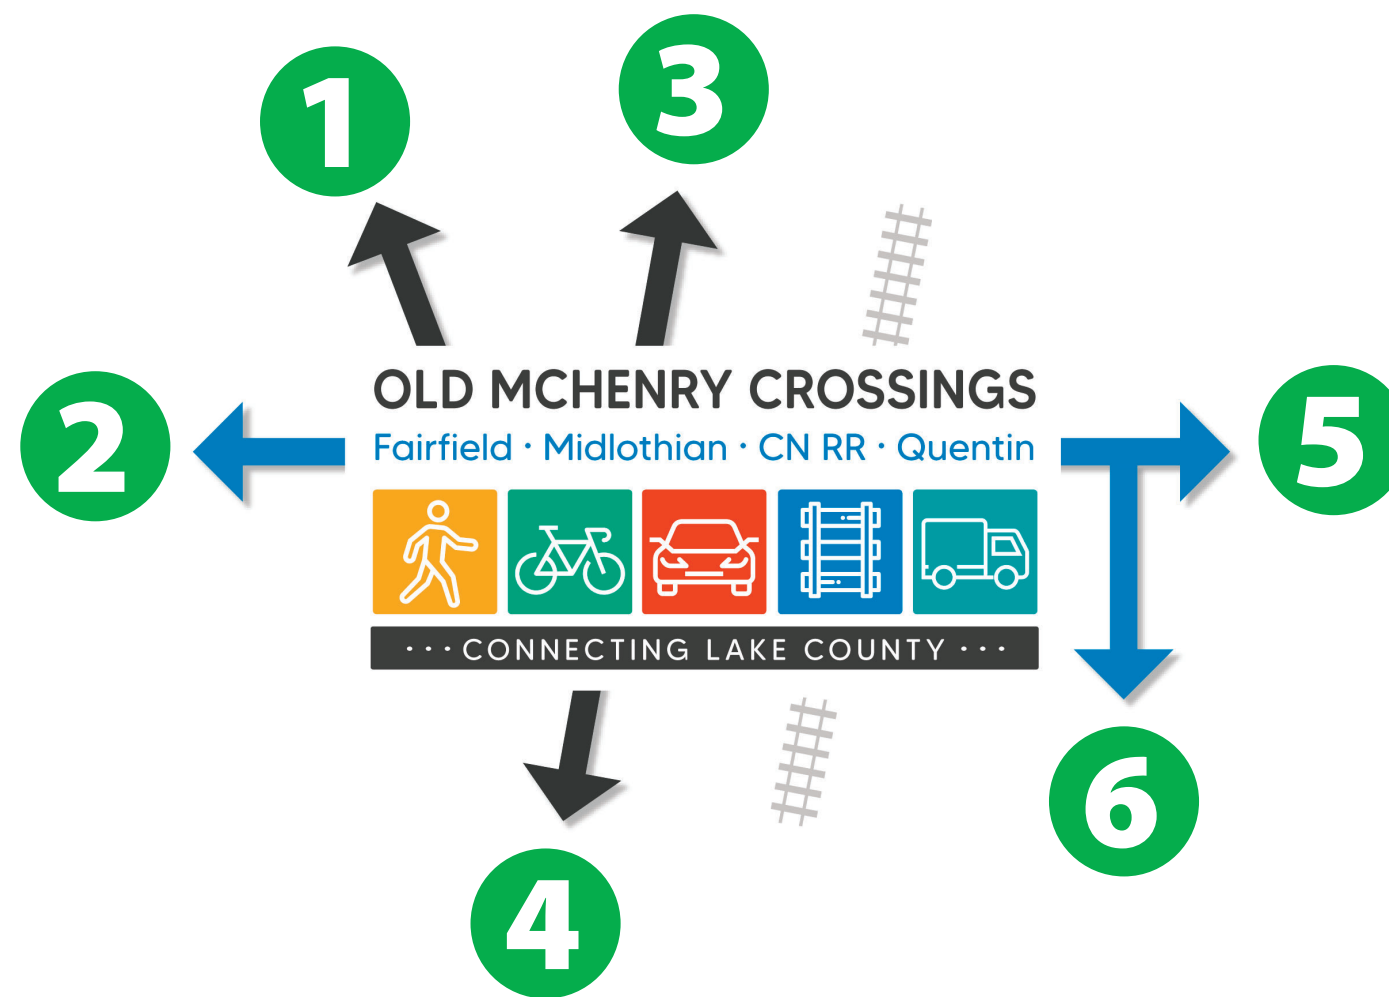 1
3
OLD MCHENRY CROSSINGS
2
Fairfield · Midlothian · CN RR · Quentin
5
··· CONNECTING LAKE COUNTY ···
6
4